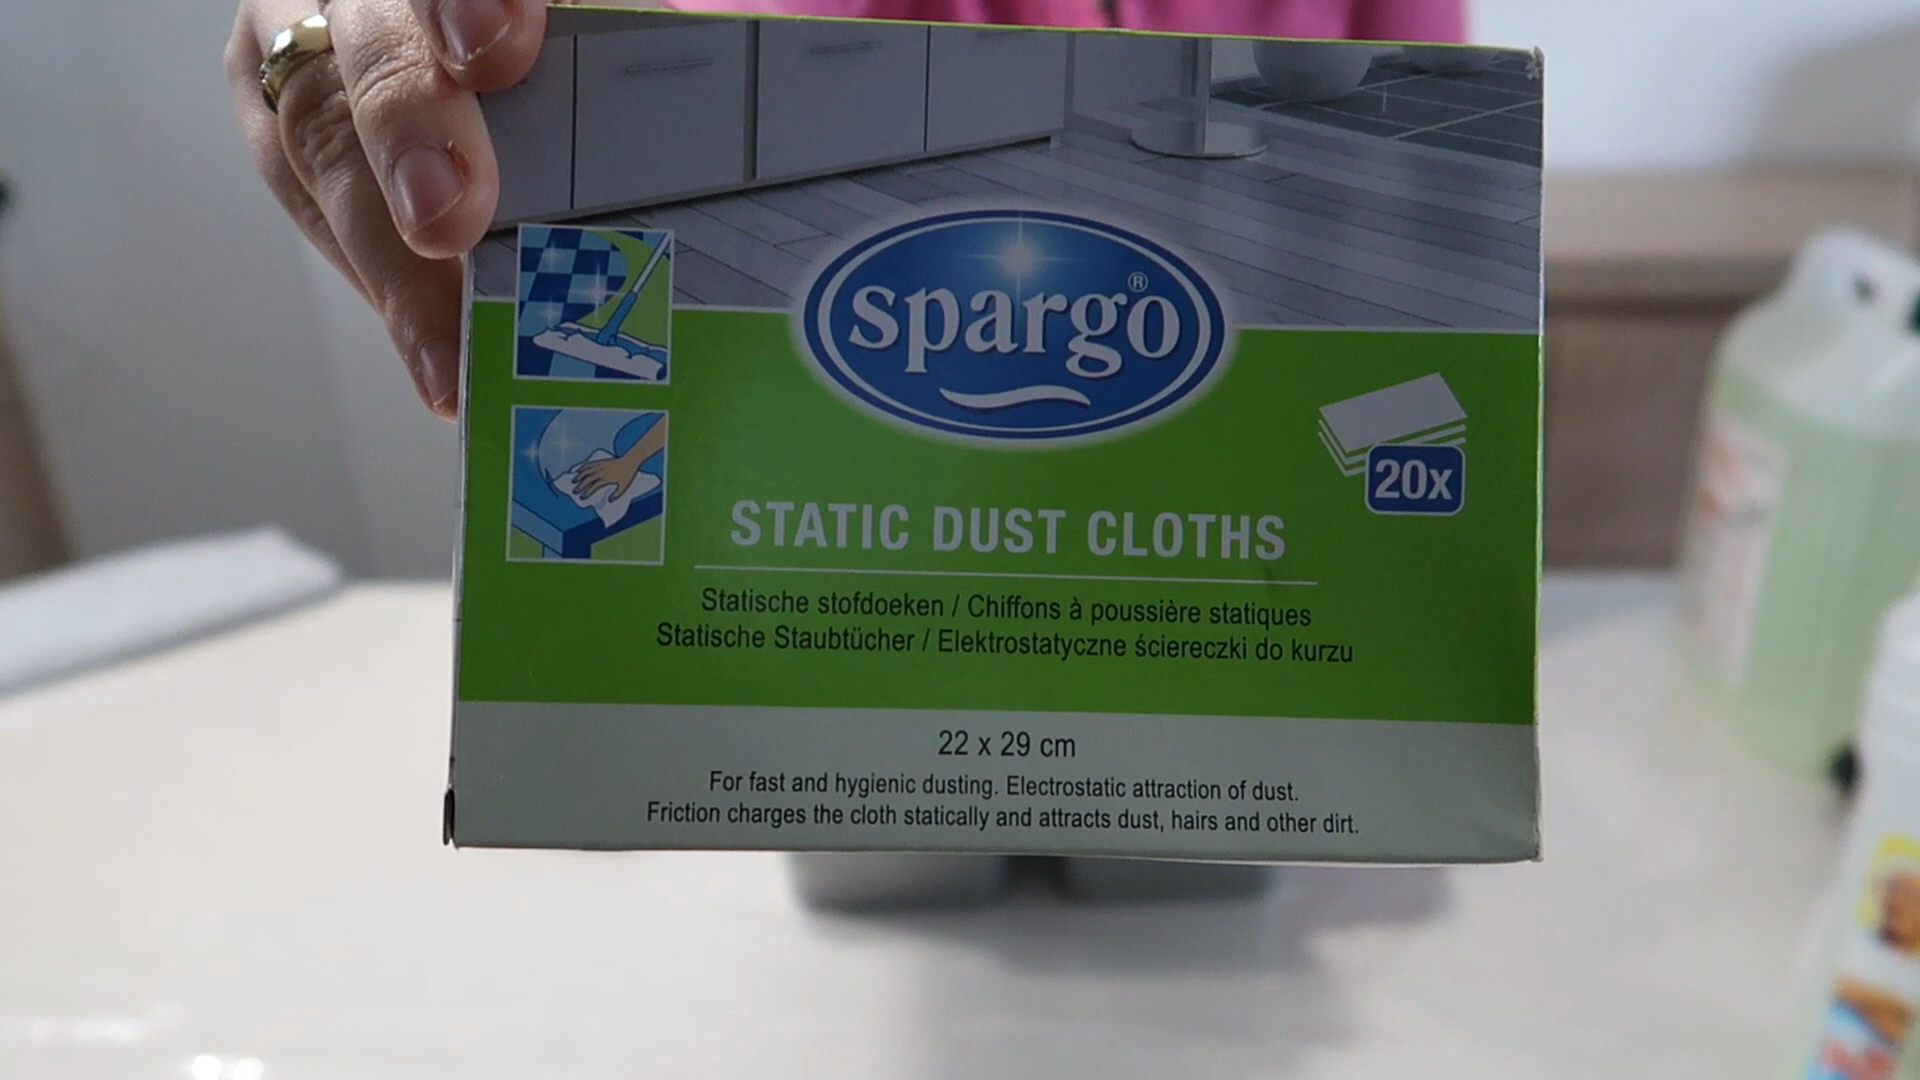 spargo®
20x
STATIC DUST CLOTHS
Statische stofdoeken / Chiffons à poussière statiques
Statische Staubtücher / Elektrostatyczne ściereczki do kurzu
22 x 29 cm
For fast and hygienic dusting. Electrostatic attraction of dust.
Friction charges the cloth statically and attracts dust, hairs and other dirt.